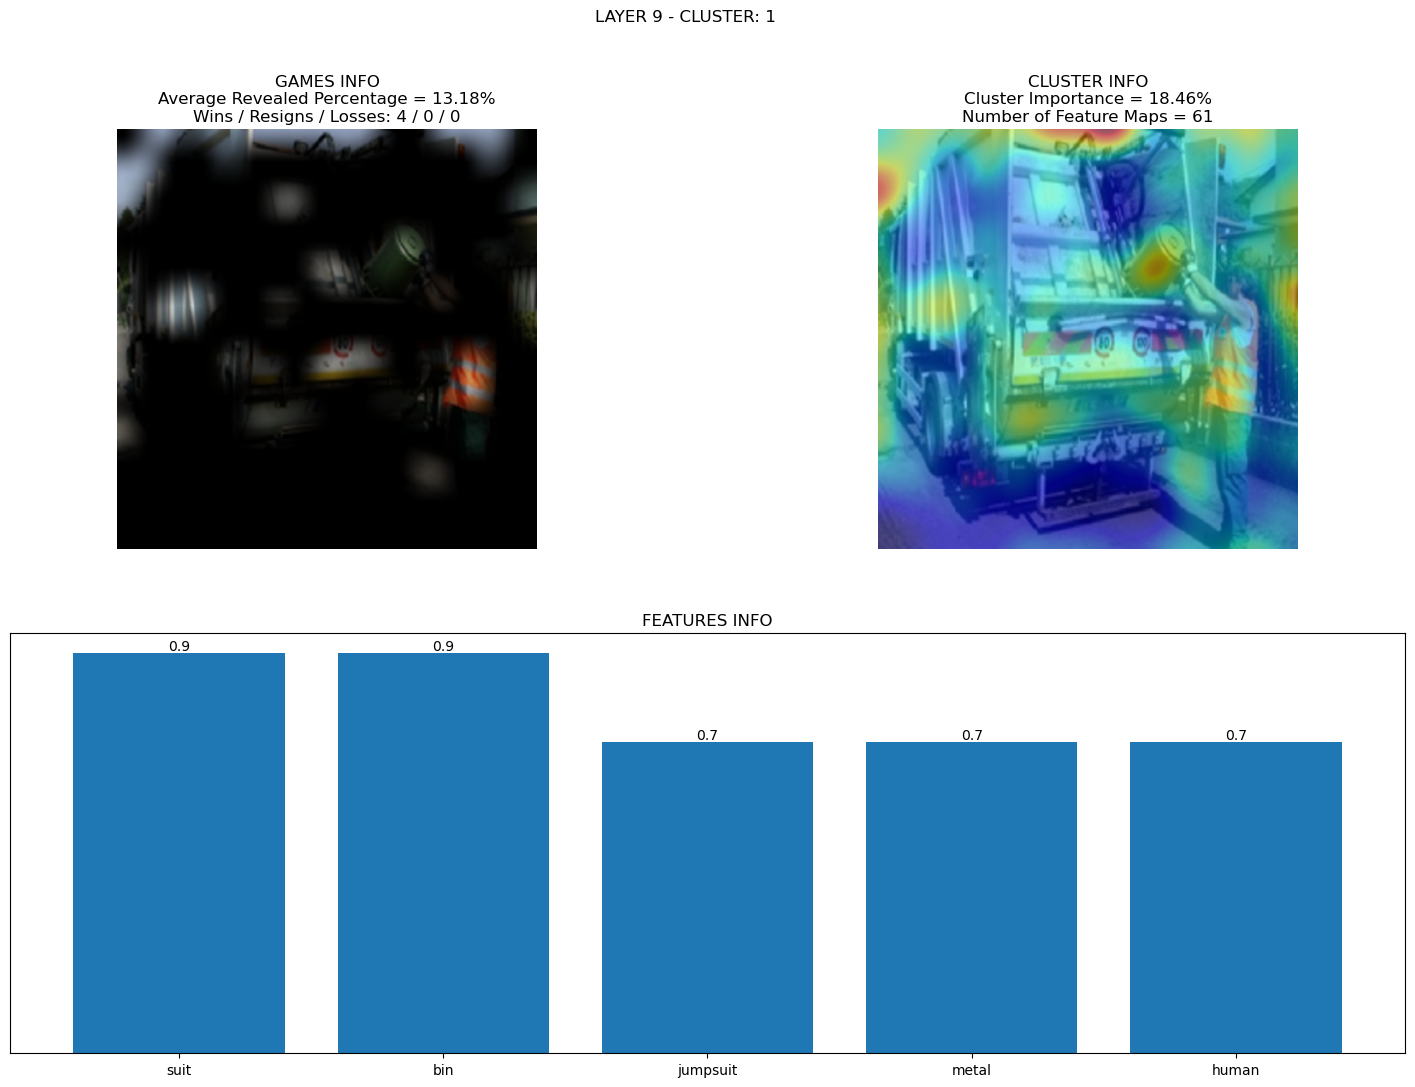 LAYER 9 - CLUSTER: 1
GAMES INFO
Average Revealed Percentage = 13.18%
Wins / Resigns / Losses: 4 / 0 / 0
CLUSTER INFO
Cluster Importance = 18.46%
Number of Feature Maps = 61
FEATURES INFO
0.9
0.9
0.7
0.7
0.7
suit
bin
jumpsuit
metal
human